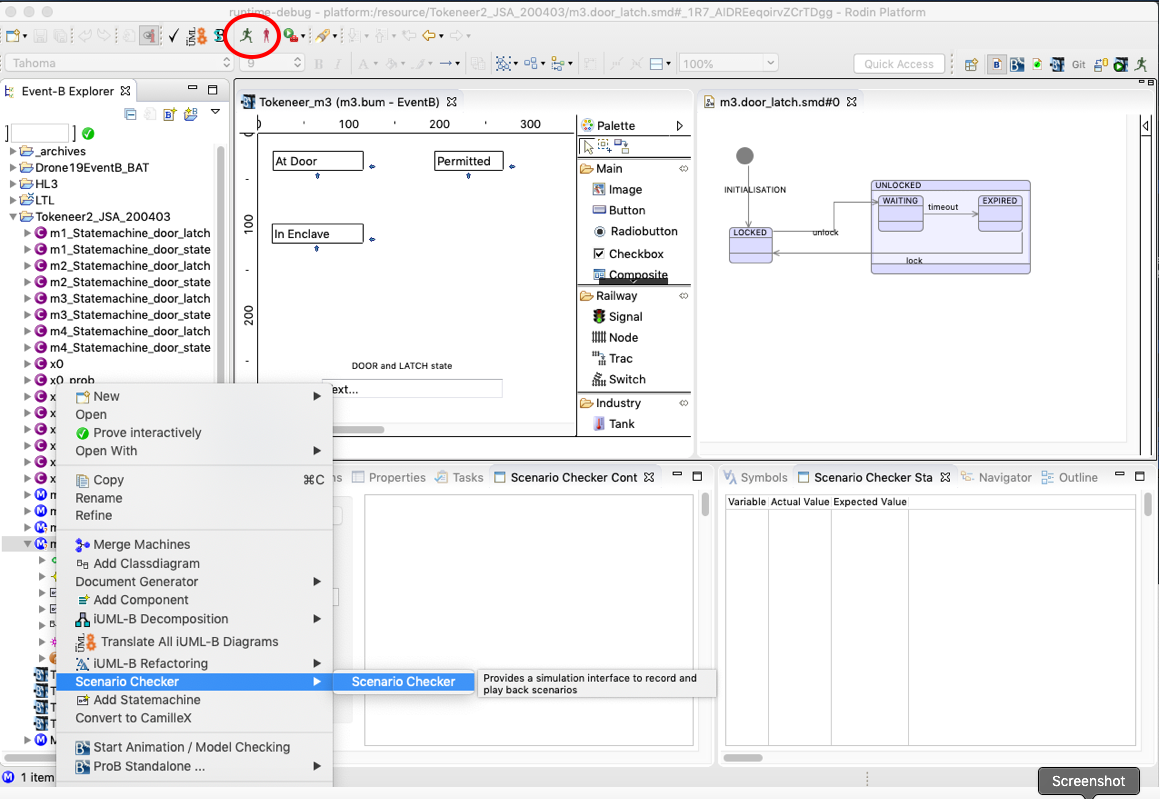 runtime-debug - platform:/resource/Tokeneer2_JSA_200403/m3.door_latch.smd#_1R7_AIDREeqoirvZCrTDgg - Rodin Platform
Tahoma
9
B I A
100%
Quick Access
Git
Event-B Explorer
_archives
Drone19EventB_BAT
HL3
LTL
Tokeneer2_JSA_200403
m1_Statemachine_door_latch
m1_Statemachine_door_state
m2_Statemachine_door_latch
m2_Statemachine_door_state
m3_Statemachine_door_latch
m3_Statemachine_door_state
m4_Statemachine_door_latch
m4_Statemachine_door_state
x0
x0_prob
Tokeneer_m3 (m3.bum - EventB)
0 100 200 300
100
200
At Door
Permitted
In Enclave
DOOR and LATCH state
ext...
Palette
Main
Image
Button
Radiobutton
Checkbox
Composite
Railway
Signal
Node
Trac
Switch
Industry
Tank
m3.door_latch.smd#0
INITIALISATION
LOCKED
unlock
UNLOCKED
WAITING
timeout
EXPIRED
lock
New
Open
Prove interactively
Open With
Copy ⌘C
Rename
Refine
Merge Machines
Add Classdiagram
Document Generator
Add Component
iUML-B Decomposition
Translate All iUML-B Diagrams
iUML-B Refactoring
Scenario Checker
Add Statemachine
Convert to CamilleX
Start Animation / Model Checking
ProB Standalone ...
Scenario Checker
Provides a simulation interface to record and
play back scenarios
ns
Properties
Tasks
Scenario Checker Cont
Symbols
Scenario Checker Sta
Navigator
Outline
Variable Actual Value Expected Value
1 item
Screenshot